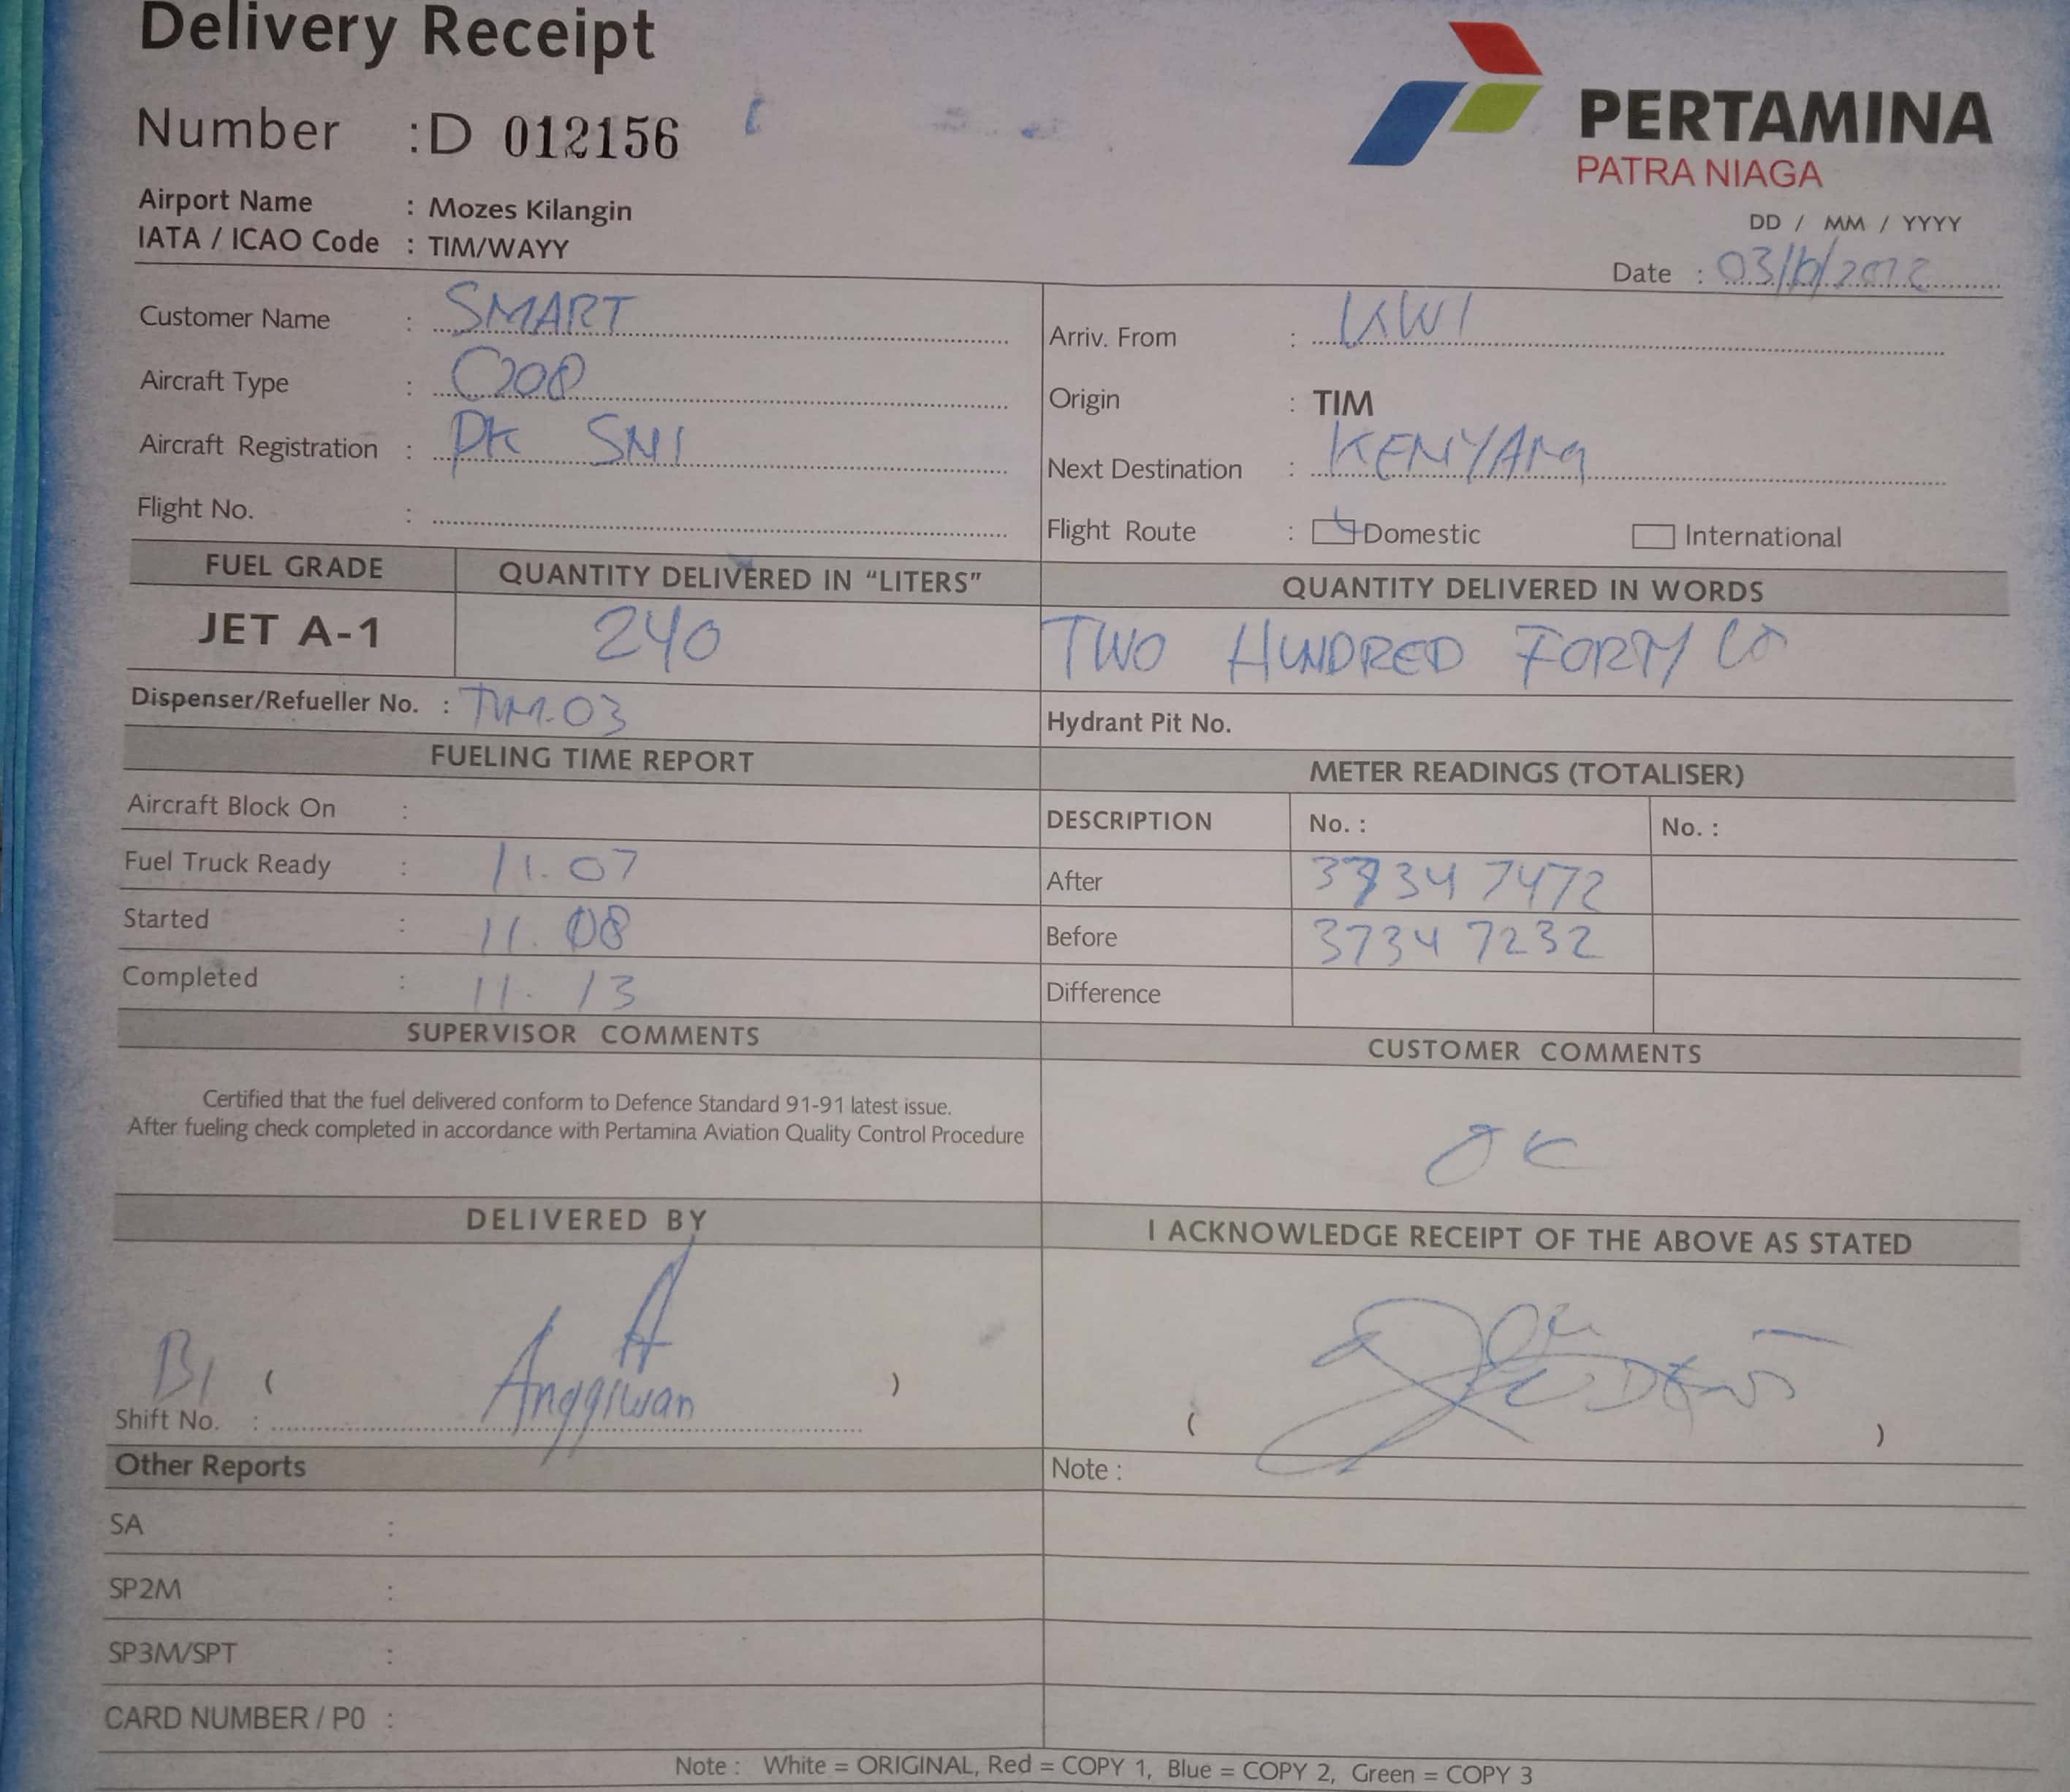 Delivery Receipt
Number : D 012156
PERTAMINA
PATRA NIAGA
Airport Name : Mozes Kilangin
IATA / ICAO Code : TIM/WAYY
DD / MM / YYYY
Date :
Customer Name : SMART
Arriv. From : KWI
Aircraft Type : C208
Origin : TIM
Aircraft Registration : PK SNI
Next Destination : KENYAM
Flight No. :
Flight Route : Domestic International
FUEL GRADE QUANTITY DELIVERED IN “LITERS” QUANTITY DELIVERED IN WORDS
JET A-1 240 TWO HUNDRED FORTY
Dispenser/Refueller No. : TIM-03
Hydrant Pit No.
FUELING TIME REPORT METER READINGS (TOTALISER)
Aircraft Block On :
DESCRIPTION No. : No. :
Fuel Truck Ready : 11.07
After 37347472
Started : 11.08
Before 37347232
Completed : 11.13
Difference
SUPERVISOR COMMENTS CUSTOMER COMMENTS
Certified that the fuel delivered conform to Defence Standard 91-91 latest issue.
After fueling check completed in accordance with Pertamina Aviation Quality Control Procedure
OK
DELIVERED BY I ACKNOWLEDGE RECEIPT OF THE ABOVE AS STATED
B1 ( Anggiwan )
Shift No. :
( )
Other Reports Note :
SA :
SP2M :
SP3M/SPT :
CARD NUMBER / P0 :
Note : White = ORIGINAL, Red = COPY 1, Blue = COPY 2, Green = COPY 3